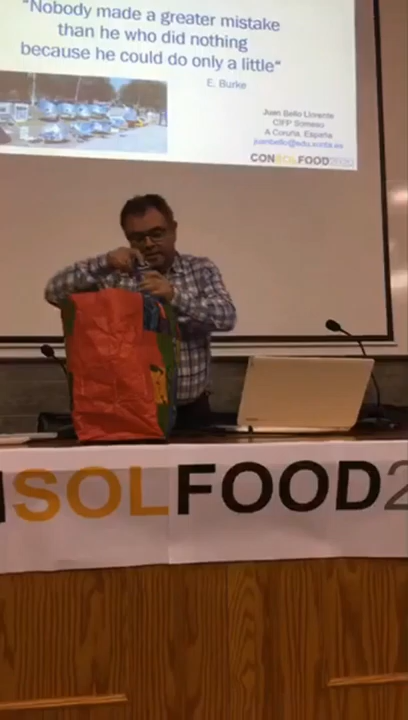 "Nobody made a greater mistake
than he who did nothing
because he could do only a little"
E. Burke
Juan Bello Llorente
CIFP Someso
A Coruña, España
CONSOLFOOD2020
SOLFOOD2